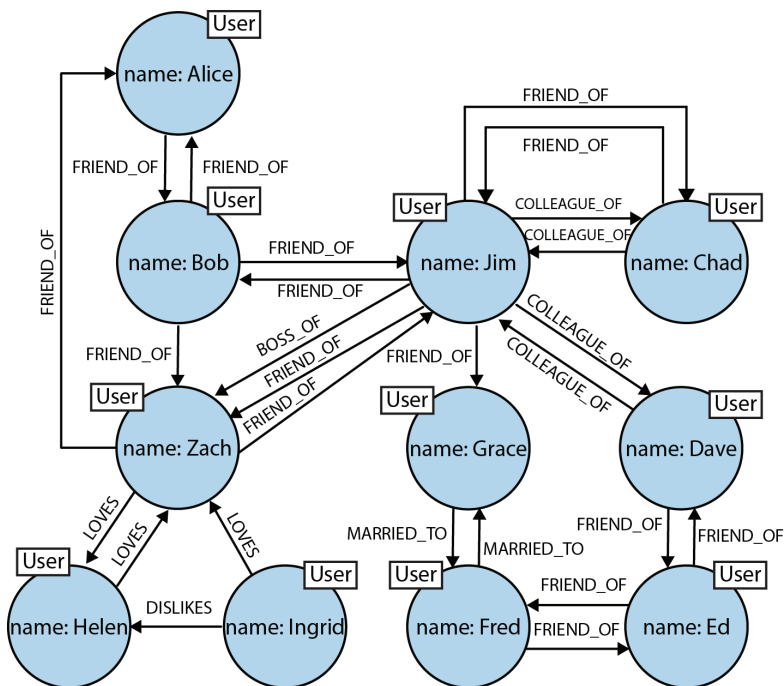 User
name: Alice
FRIEND_OF
FRIEND_OF
FRIEND_OF
FRIEND_OF
FRIEND_OF
User
name: Bob
FRIEND_OF
FRIEND_OF
User
name: Jim
COLLEAGUE_OF
COLLEAGUE_OF
User
name: Chad
FRIEND_OF
BOSS_OF
FRIEND_OF
FRIEND_OF
FRIEND_OF
COLLEAGUE_OF
COLLEAGUE_OF
User
name: Zach
User
name: Grace
User
name: Dave
LOVES
LOVES
LOVES
MARRIED_TO
MARRIED_TO
FRIEND_OF
FRIEND_OF
User
name: Helen
DISLIKES
User
name: Ingrid
User
name: Fred
FRIEND_OF
FRIEND_OF
User
name: Ed